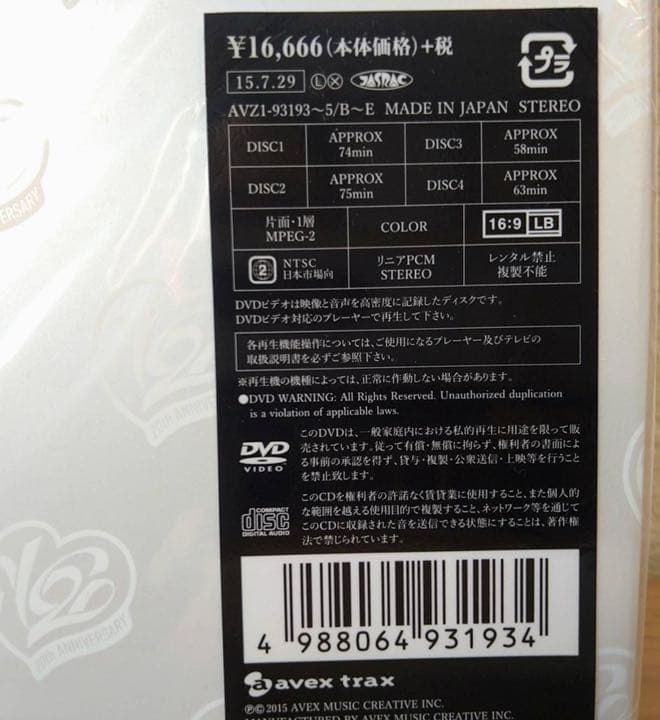 ¥16,666(本体価格)+税
プラ
15.7.29 Ⓛ Ⓧ JASRAC
AVZ1-93193～5/B～E MADE IN JAPAN STEREO
DISC1 APPROX 74min DISC3 APPROX 58min
DISC2 APPROX 75min DISC4 APPROX 63min
片面・1層 MPEG-2 COLOR 16:9 LB
2 NTSC 日本市場向 リニアPCM STEREO レンタル禁止 複製不能
DVDビデオは映像と音声を高密度に記録したディスクです。
DVDビデオ対応のプレーヤーで再生して下さい。
各再生機能操作については、ご使用になるプレーヤー及びテレビの
取扱説明書を必ずご参照下さい。
※再生機の機種によっては、正常に作動しない場合があります。
●DVD WARNING: All Rights Reserved. Unauthorized duplication
is a violation of applicable laws.
DVD VIDEO
このDVDは、一般家庭内における私的再生に用途を限って販
売されています。従って有償・無償に拘らず、権利者の書面によ
る事前の承認を得ず、貸与・複製・公衆送信・上映等を行うこと
を禁止致します。
COMPACT disc DIGITAL AUDIO
このCDを権利者の許諾なく賃貸業に使用すること、また個人的
な範囲を越える使用目的で複製すること、ネットワーク等を通じて
このCDに収録された音を送信できる状態にすることは、著作権
法で禁じられています。
4 988064 931934
avex trax
ⓅⒸ2015 AVEX MUSIC CREATIVE INC.
MANUFACTURED BY AVEX MUSIC CREATIVE INC.
20th ANNIVERSARY
20th ANNIVERSARY